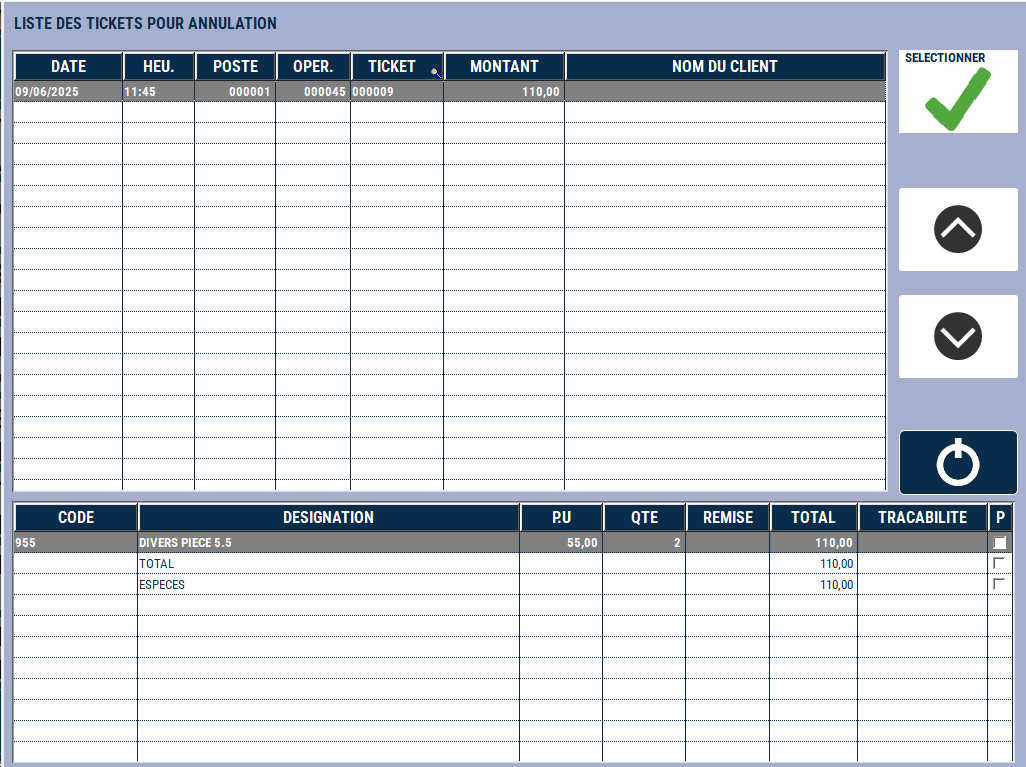 LISTE DES TICKETS POUR ANNULATION
DATE HEU. POSTE OPER. TICKET MONTANT NOM DU CLIENT
09/06/2025 11:45 000001 000045 000009 110,00
SELECTIONNER
CODE DESIGNATION P.U QTE REMISE TOTAL TRACABILITE P
955 DIVERS PIECE 5.5 55,00 2 110,00
TOTAL 110,00
ESPECES 110,00